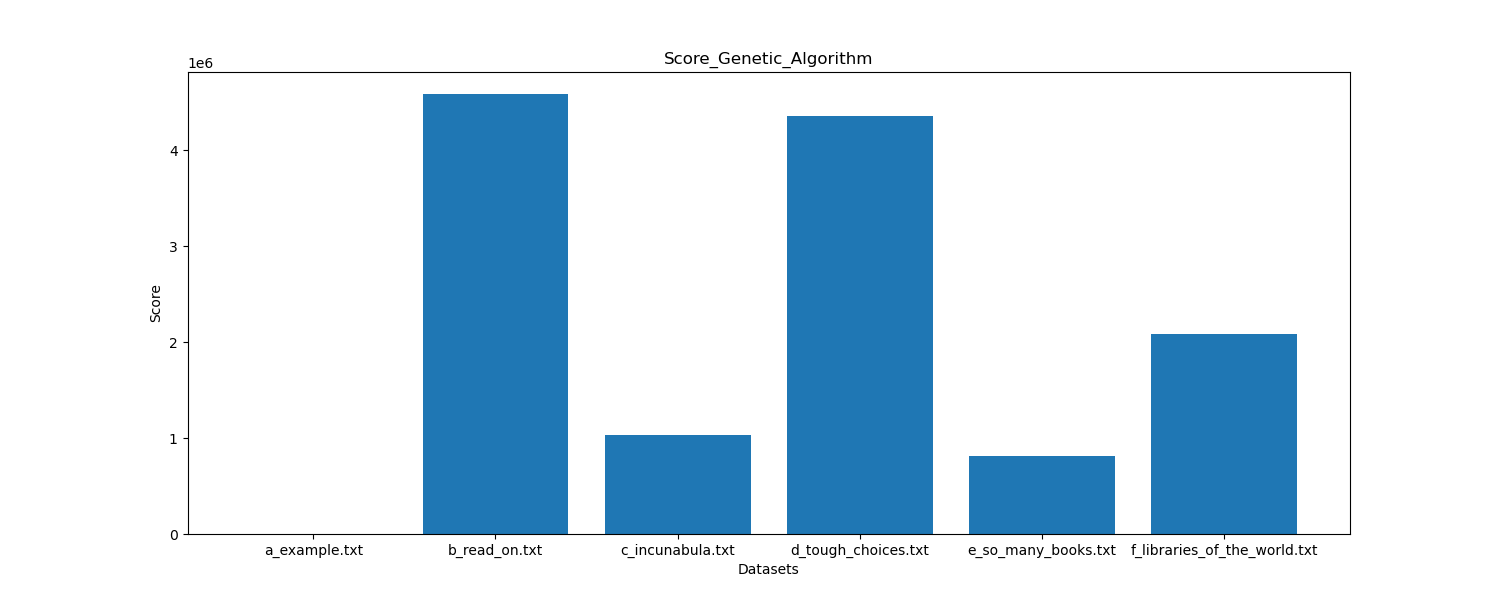 Score_Genetic_Algorithm
1e6
4
3
2
1
0
Score
a_example.txt b_read_on.txt c_incunabula.txt d_tough_choices.txt e_so_many_books.txt f_libraries_of_the_world.txt
Datasets